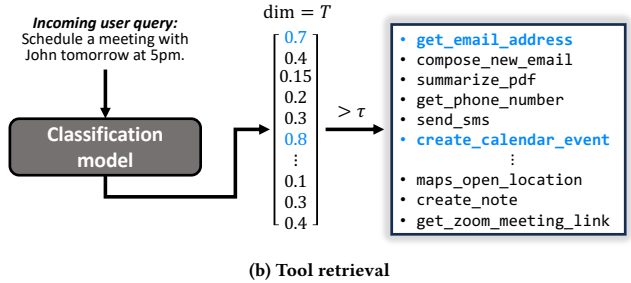 Incoming user query:
Schedule a meeting with
John tomorrow at 5pm.
Classification
model
dim = T
0.7
0.4
0.15
0.2
0.3
0.8
⋮
0.1
0.3
0.4
> τ
• get_email_address
• compose_new_email
• summarize_pdf
• get_phone_number
• send_sms
• create_calendar_event
⋮
• maps_open_location
• create_note
• get_zoom_meeting_link
(b) Tool retrieval